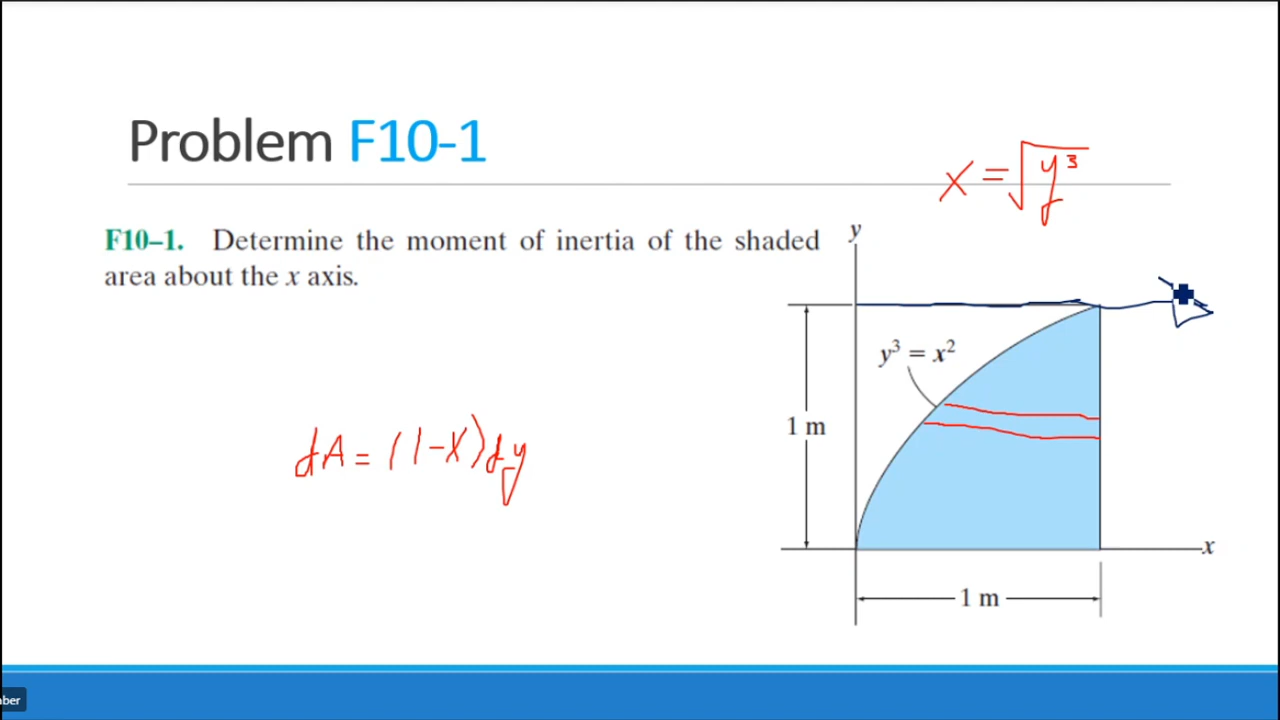 Problem F10-1
x = √y³
F10–1. Determine the moment of inertia of the shaded
area about the x axis.
y
y³ = x²
1 m
dA = (1-x)dy
x
1 m
ber